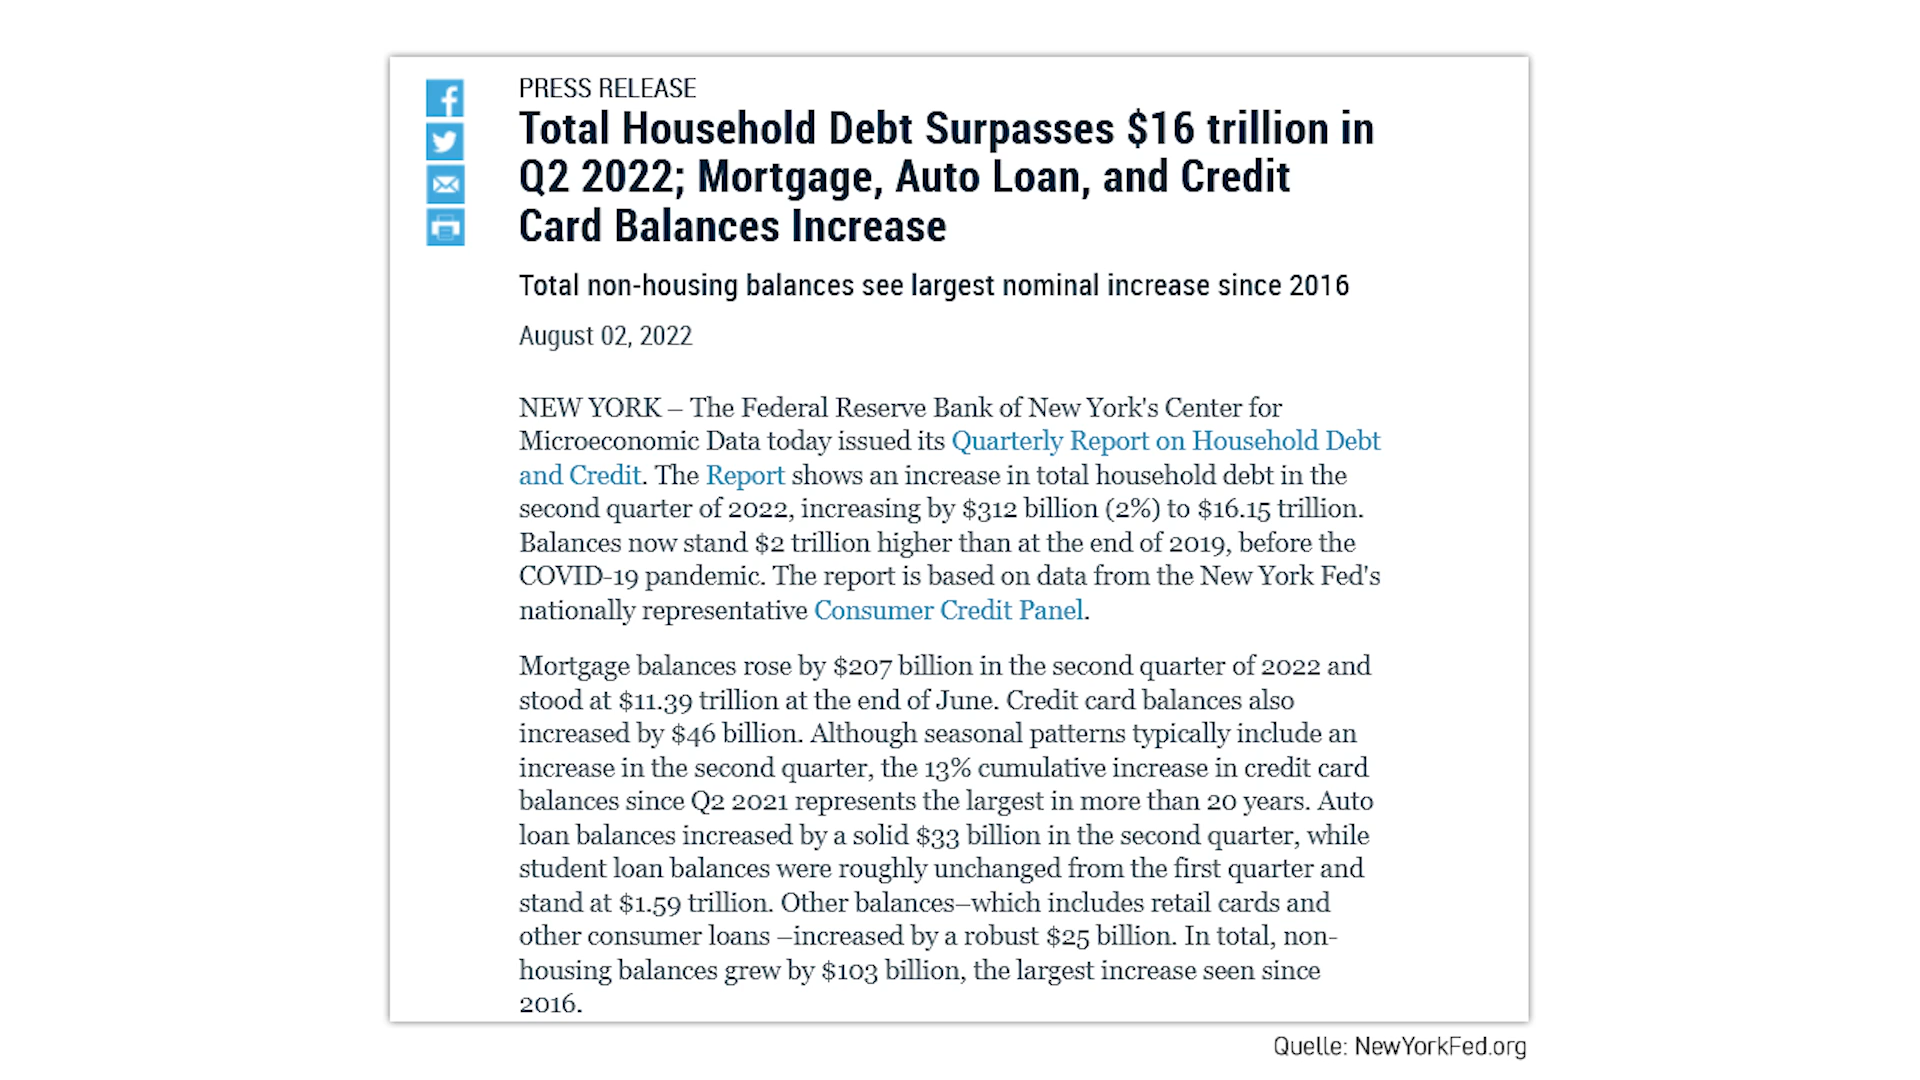 PRESS RELEASE
Total Household Debt Surpasses $16 trillion in
Q2 2022; Mortgage, Auto Loan, and Credit
Card Balances Increase
Total non-housing balances see largest nominal increase since 2016
August 02, 2022
NEW YORK – The Federal Reserve Bank of New York's Center for
Microeconomic Data today issued its Quarterly Report on Household Debt
and Credit. The Report shows an increase in total household debt in the
second quarter of 2022, increasing by $312 billion (2%) to $16.15 trillion.
Balances now stand $2 trillion higher than at the end of 2019, before the
COVID-19 pandemic. The report is based on data from the New York Fed's
nationally representative Consumer Credit Panel.
Mortgage balances rose by $207 billion in the second quarter of 2022 and
stood at $11.39 trillion at the end of June. Credit card balances also
increased by $46 billion. Although seasonal patterns typically include an
increase in the second quarter, the 13% cumulative increase in credit card
balances since Q2 2021 represents the largest in more than 20 years. Auto
loan balances increased by a solid $33 billion in the second quarter, while
student loan balances were roughly unchanged from the first quarter and
stand at $1.59 trillion. Other balances–which includes retail cards and
other consumer loans –increased by a robust $25 billion. In total, non-
housing balances grew by $103 billion, the largest increase seen since
2016.
Quelle: NewYorkFed.org